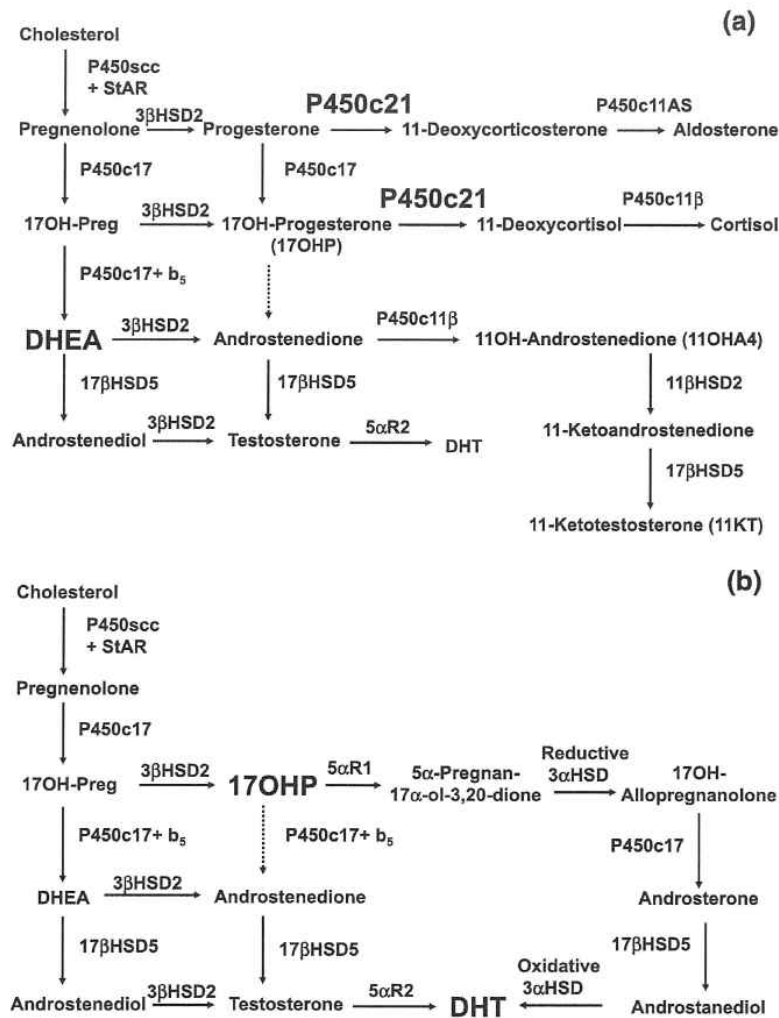 (a)
Cholesterol
P450scc
+ StAR
Pregnenolone 3βHSD2 Progesterone P450c21 11-Deoxycorticosterone P450c11AS Aldosterone
P450c17 P450c17
17OH-Preg 3βHSD2 17OH-Progesterone P450c21 11-Deoxycortisol P450c11β Cortisol
(17OHP)
P450c17+ b₅
DHEA 3βHSD2 Androstenedione P450c11β 11OH-Androstenedione (11OHA4)
17βHSD5 17βHSD5 11βHSD2
Androstenediol 3βHSD2 Testosterone 5αR2 DHT 11-Ketoandrostenedione
17βHSD5
11-Ketotestosterone (11KT)
(b)
Cholesterol
P450scc
+ StAR
Pregnenolone
P450c17
17OH-Preg 3βHSD2 17OHP 5αR1 5α-Pregnan- Reductive 17OH-
17α-ol-3,20-dione 3αHSD Allopregnanolone
P450c17+ b₅ P450c17+ b₅ P450c17
DHEA 3βHSD2 Androstenedione Androsterone
17βHSD5 17βHSD5 17βHSD5
Androstenediol 3βHSD2 Testosterone 5αR2 DHT Oxidative
3αHSD Androstanediol